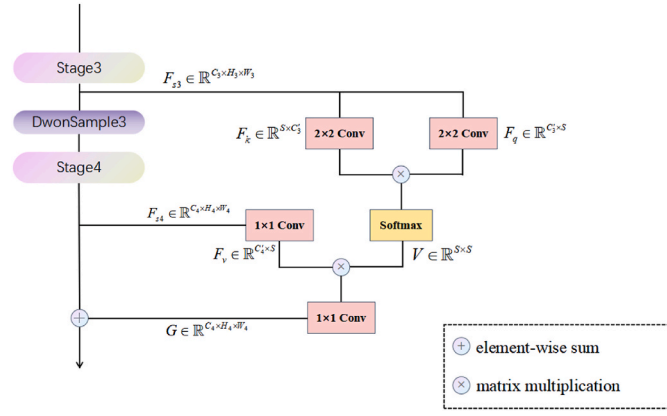 Stage3
F_{s3} ∈ ℝ^{C_3×H_3×W_3}
DwonSample3
F_k ∈ ℝ^{S×C_3'}
2×2 Conv
2×2 Conv
F_q ∈ ℝ^{C_3'×S}
Stage4
×
F_{s4} ∈ ℝ^{C_4×H_4×W_4}
1×1 Conv
Softmax
F_v ∈ ℝ^{C_4'×S}
×
V ∈ ℝ^{S×S}
+
G ∈ ℝ^{C_4×H_4×W_4}
1×1 Conv
+ element-wise sum
× matrix multiplication